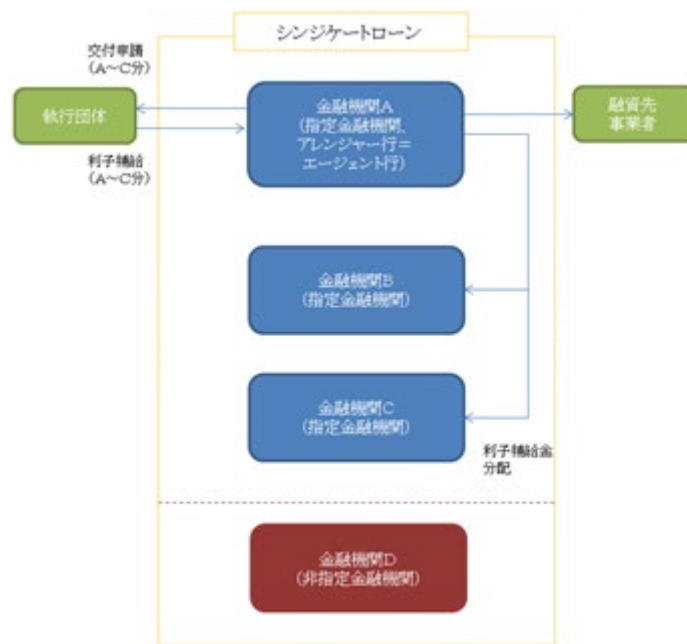 シンジケートローン
交付申請
(A～C分)
執行団体
利子補給
(A～C分)
金融機関A
(指定金融機関、
アレンジャー行＝
エージェント行)
融資先
事業者
金融機関B
(指定金融機関)
金融機関C
(指定金融機関)
利子補給金
分配
金融機関D
(非指定金融機関)